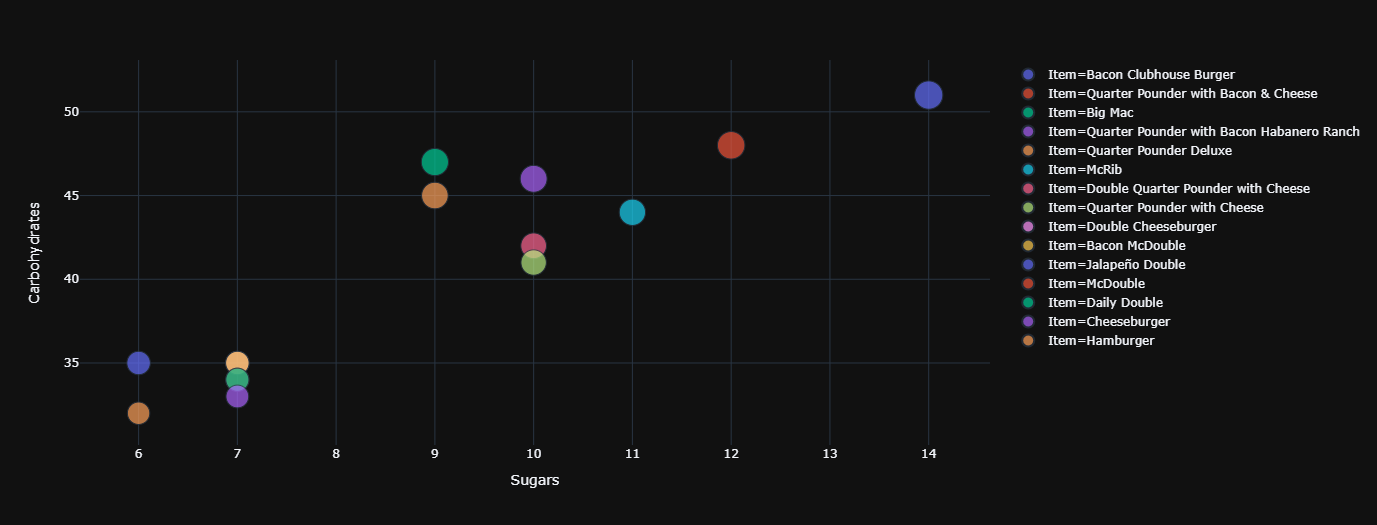 50
45
40
35
Carbohydrates
6 7 8 9 10 11 12 13 14
Sugars
Item=Bacon Clubhouse Burger
Item=Quarter Pounder with Bacon & Cheese
Item=Big Mac
Item=Quarter Pounder with Bacon Habanero Ranch
Item=Quarter Pounder Deluxe
Item=McRib
Item=Double Quarter Pounder with Cheese
Item=Quarter Pounder with Cheese
Item=Double Cheeseburger
Item=Bacon McDouble
Item=Jalapeño Double
Item=McDouble
Item=Daily Double
Item=Cheeseburger
Item=Hamburger